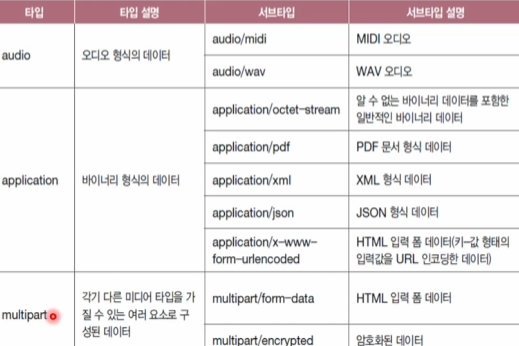 타입 타입 설명 서브타입 서브타입 설명
audio 오디오 형식의 데이터 audio/midi MIDI 오디오
audio/wav WAV 오디오
application 바이너리 형식의 데이터 application/octet-stream 알 수 없는 바이너리 데이터를 포함한
일반적인 바이너리 데이터
application/pdf PDF 문서 형식 데이터
application/xml XML 형식 데이터
application/json JSON 형식 데이터
application/x-www-
form-urlencoded
HTML 입력 폼 데이터(키-값 형태의
입력값을 URL 인코딩한 데이터)
multipart
각기 다른 미디어 타입을 가
질 수 있는 여러 요소로 구
성된 데이터
multipart/form-data HTML 입력 폼 데이터
multipart/encrypted 암호화된 데이터